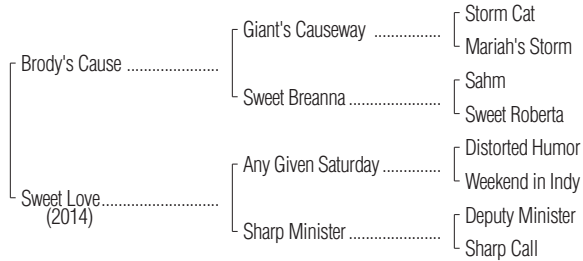 Storm Cat
Giant's Causeway ..................
Mariah's Storm
Brody's Cause .....................
Sahm
Sweet Breanna .....................
Sweet Roberta
Distorted Humor
Any Given Saturday ................
Weekend in Indy
Sweet Love.........................
(2014)
Deputy Minister
Sharp Minister .....................
Sharp Call